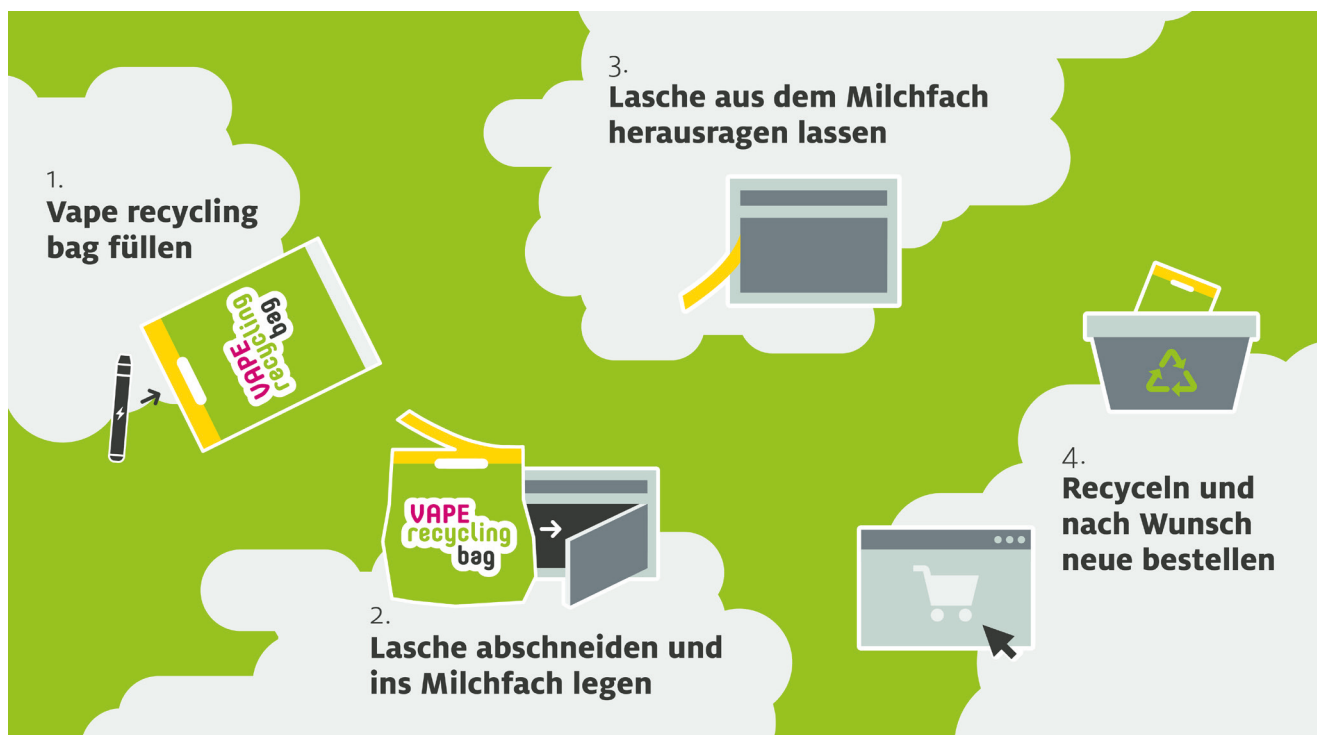 1.
Vape recycling
bag füllen
VAPE
recycling
bag
2.
Lasche abschneiden und
ins Milchfach legen
VAPE
recycling
bag
3.
Lasche aus dem Milchfach
herausragen lassen
4.
Recyceln und
nach Wunsch
neue bestellen